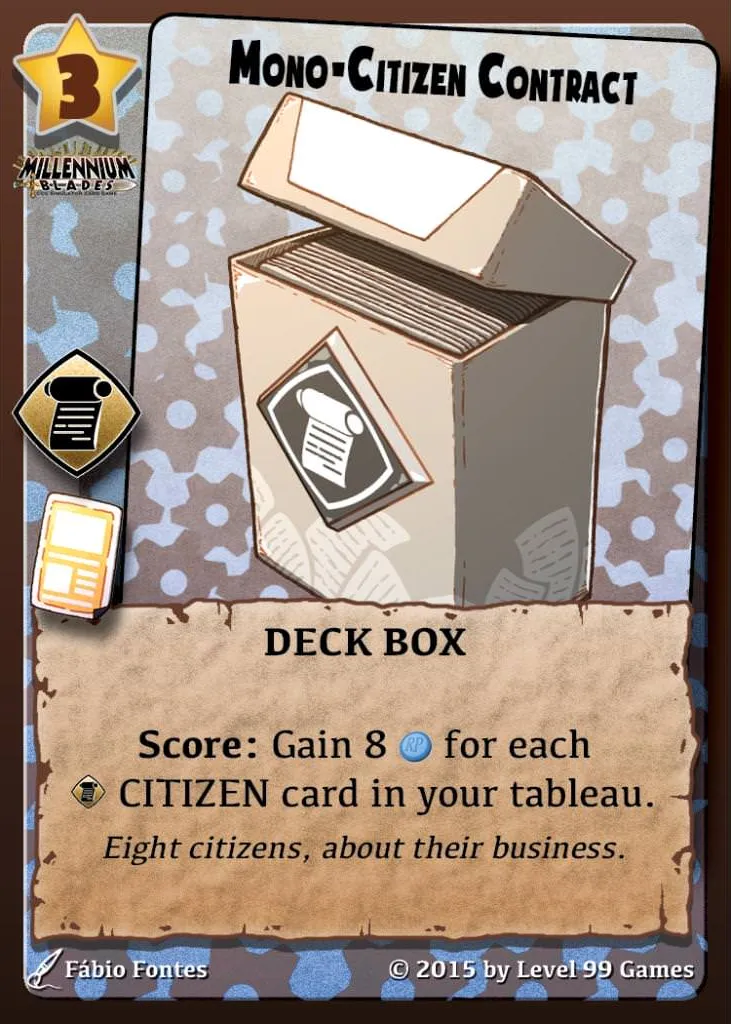 3
MONO-CITIZEN CONTRACT
MILLENNIUM
BLADES
DECK BOX
Score: Gain 8 RP for each
CITIZEN card in your tableau.
Eight citizens, about their business.
Fábio Fontes
© 2015 by Level 99 Games